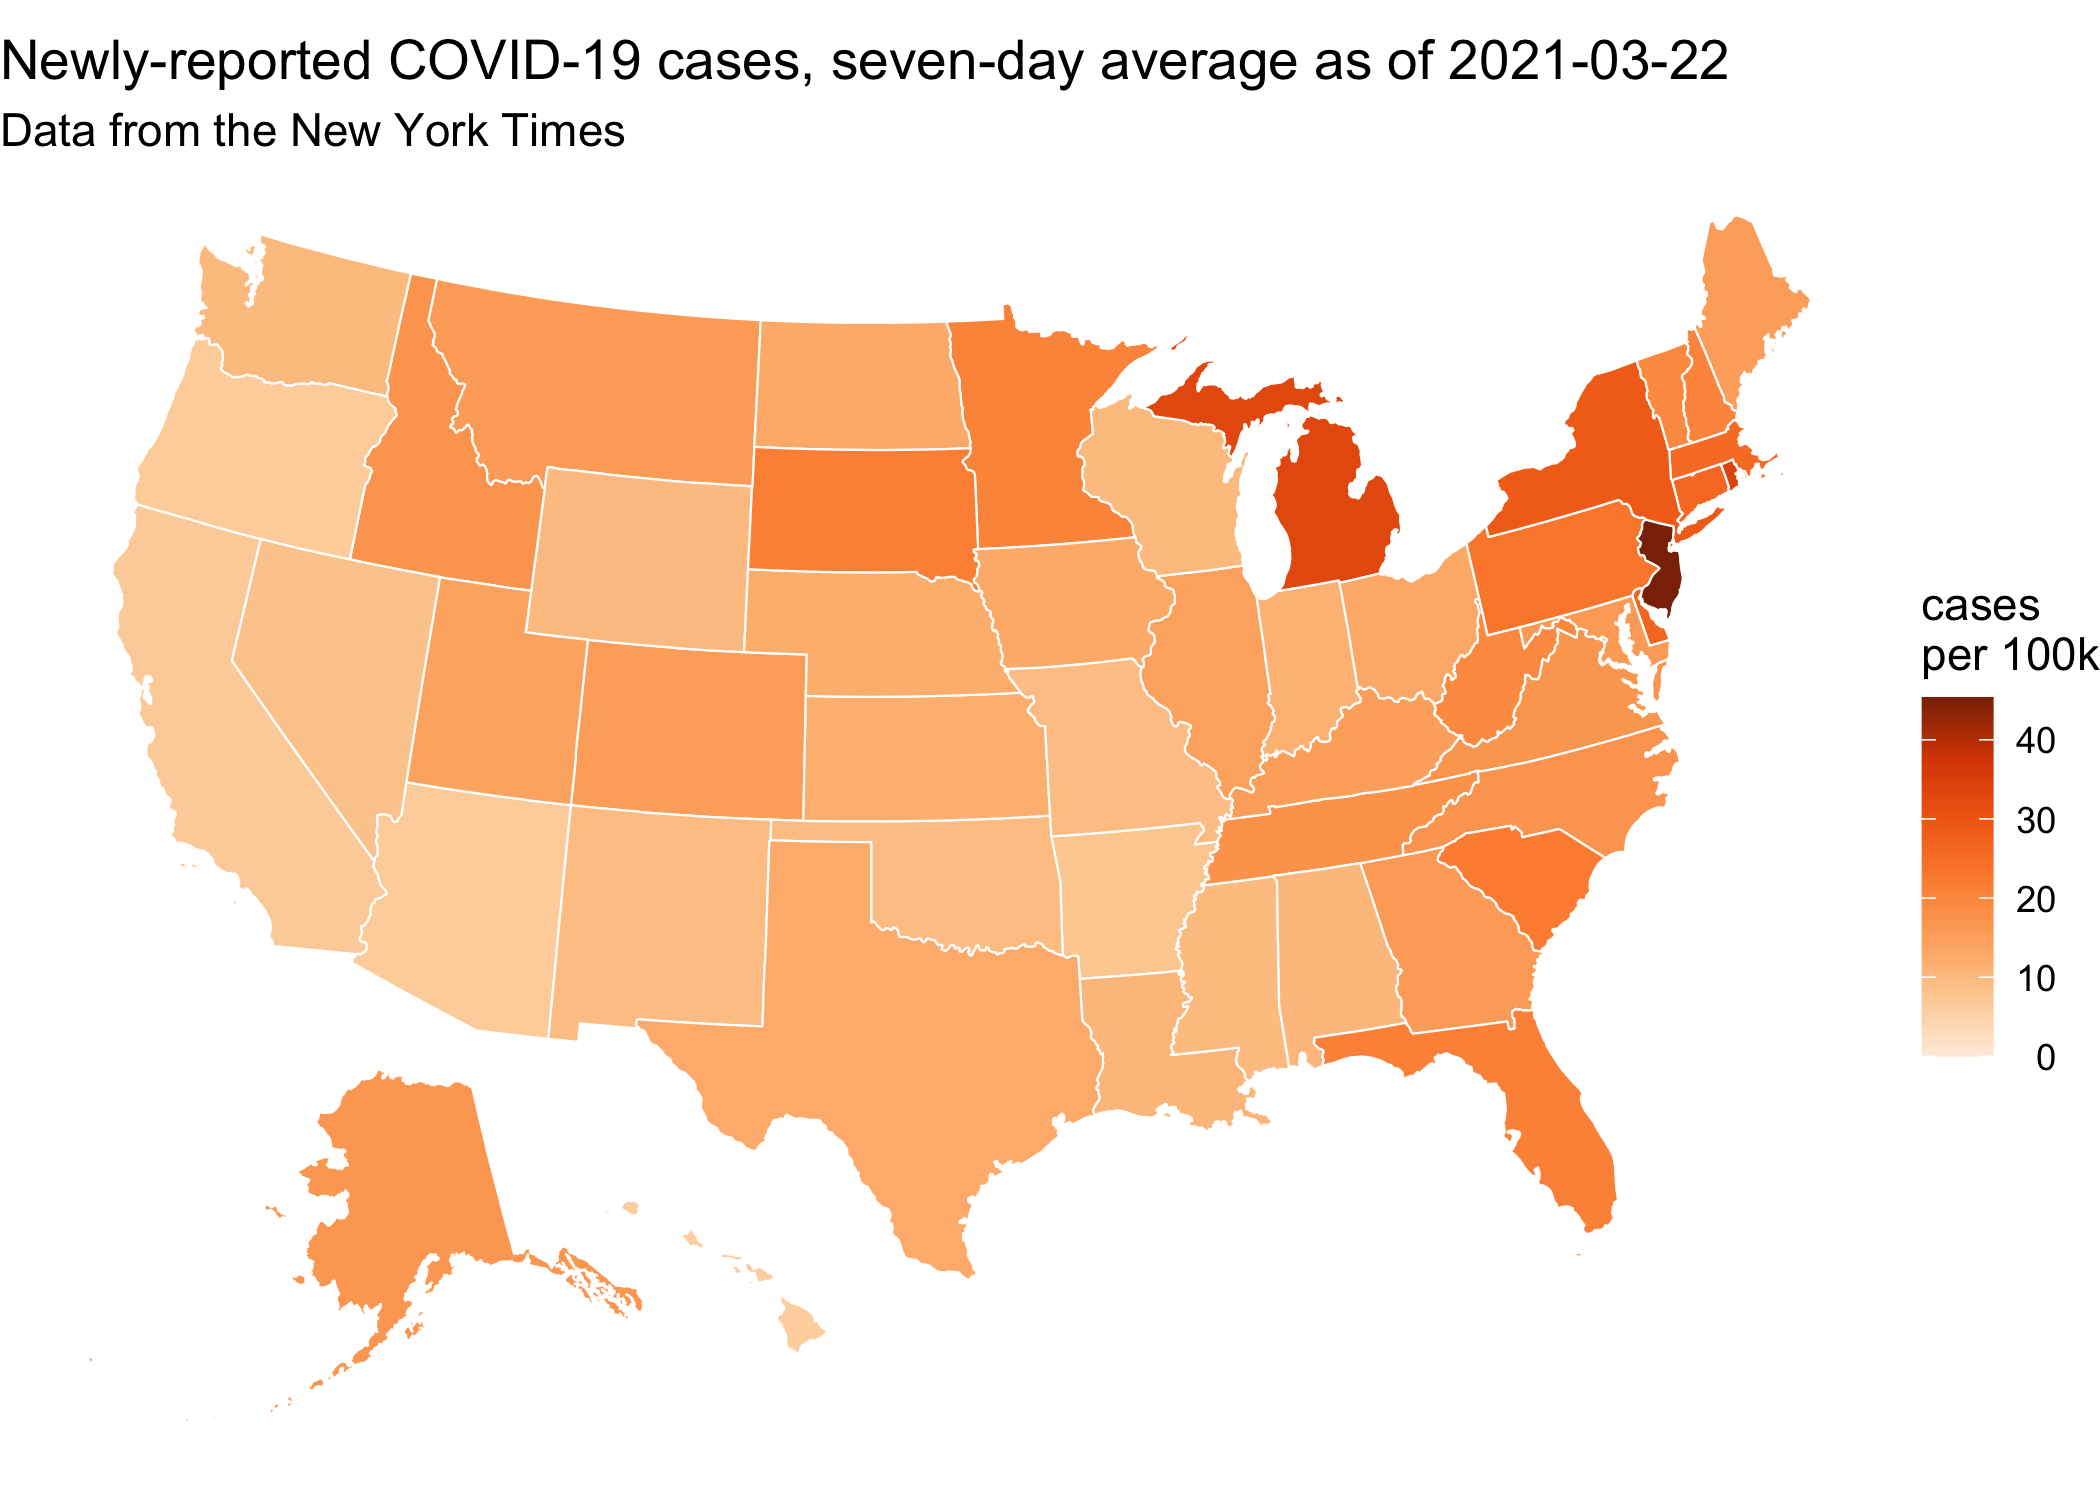 Newly-reported COVID-19 cases, seven-day average as of 2021-03-22
Data from the New York Times
cases
per 100k
40
30
20
10
0